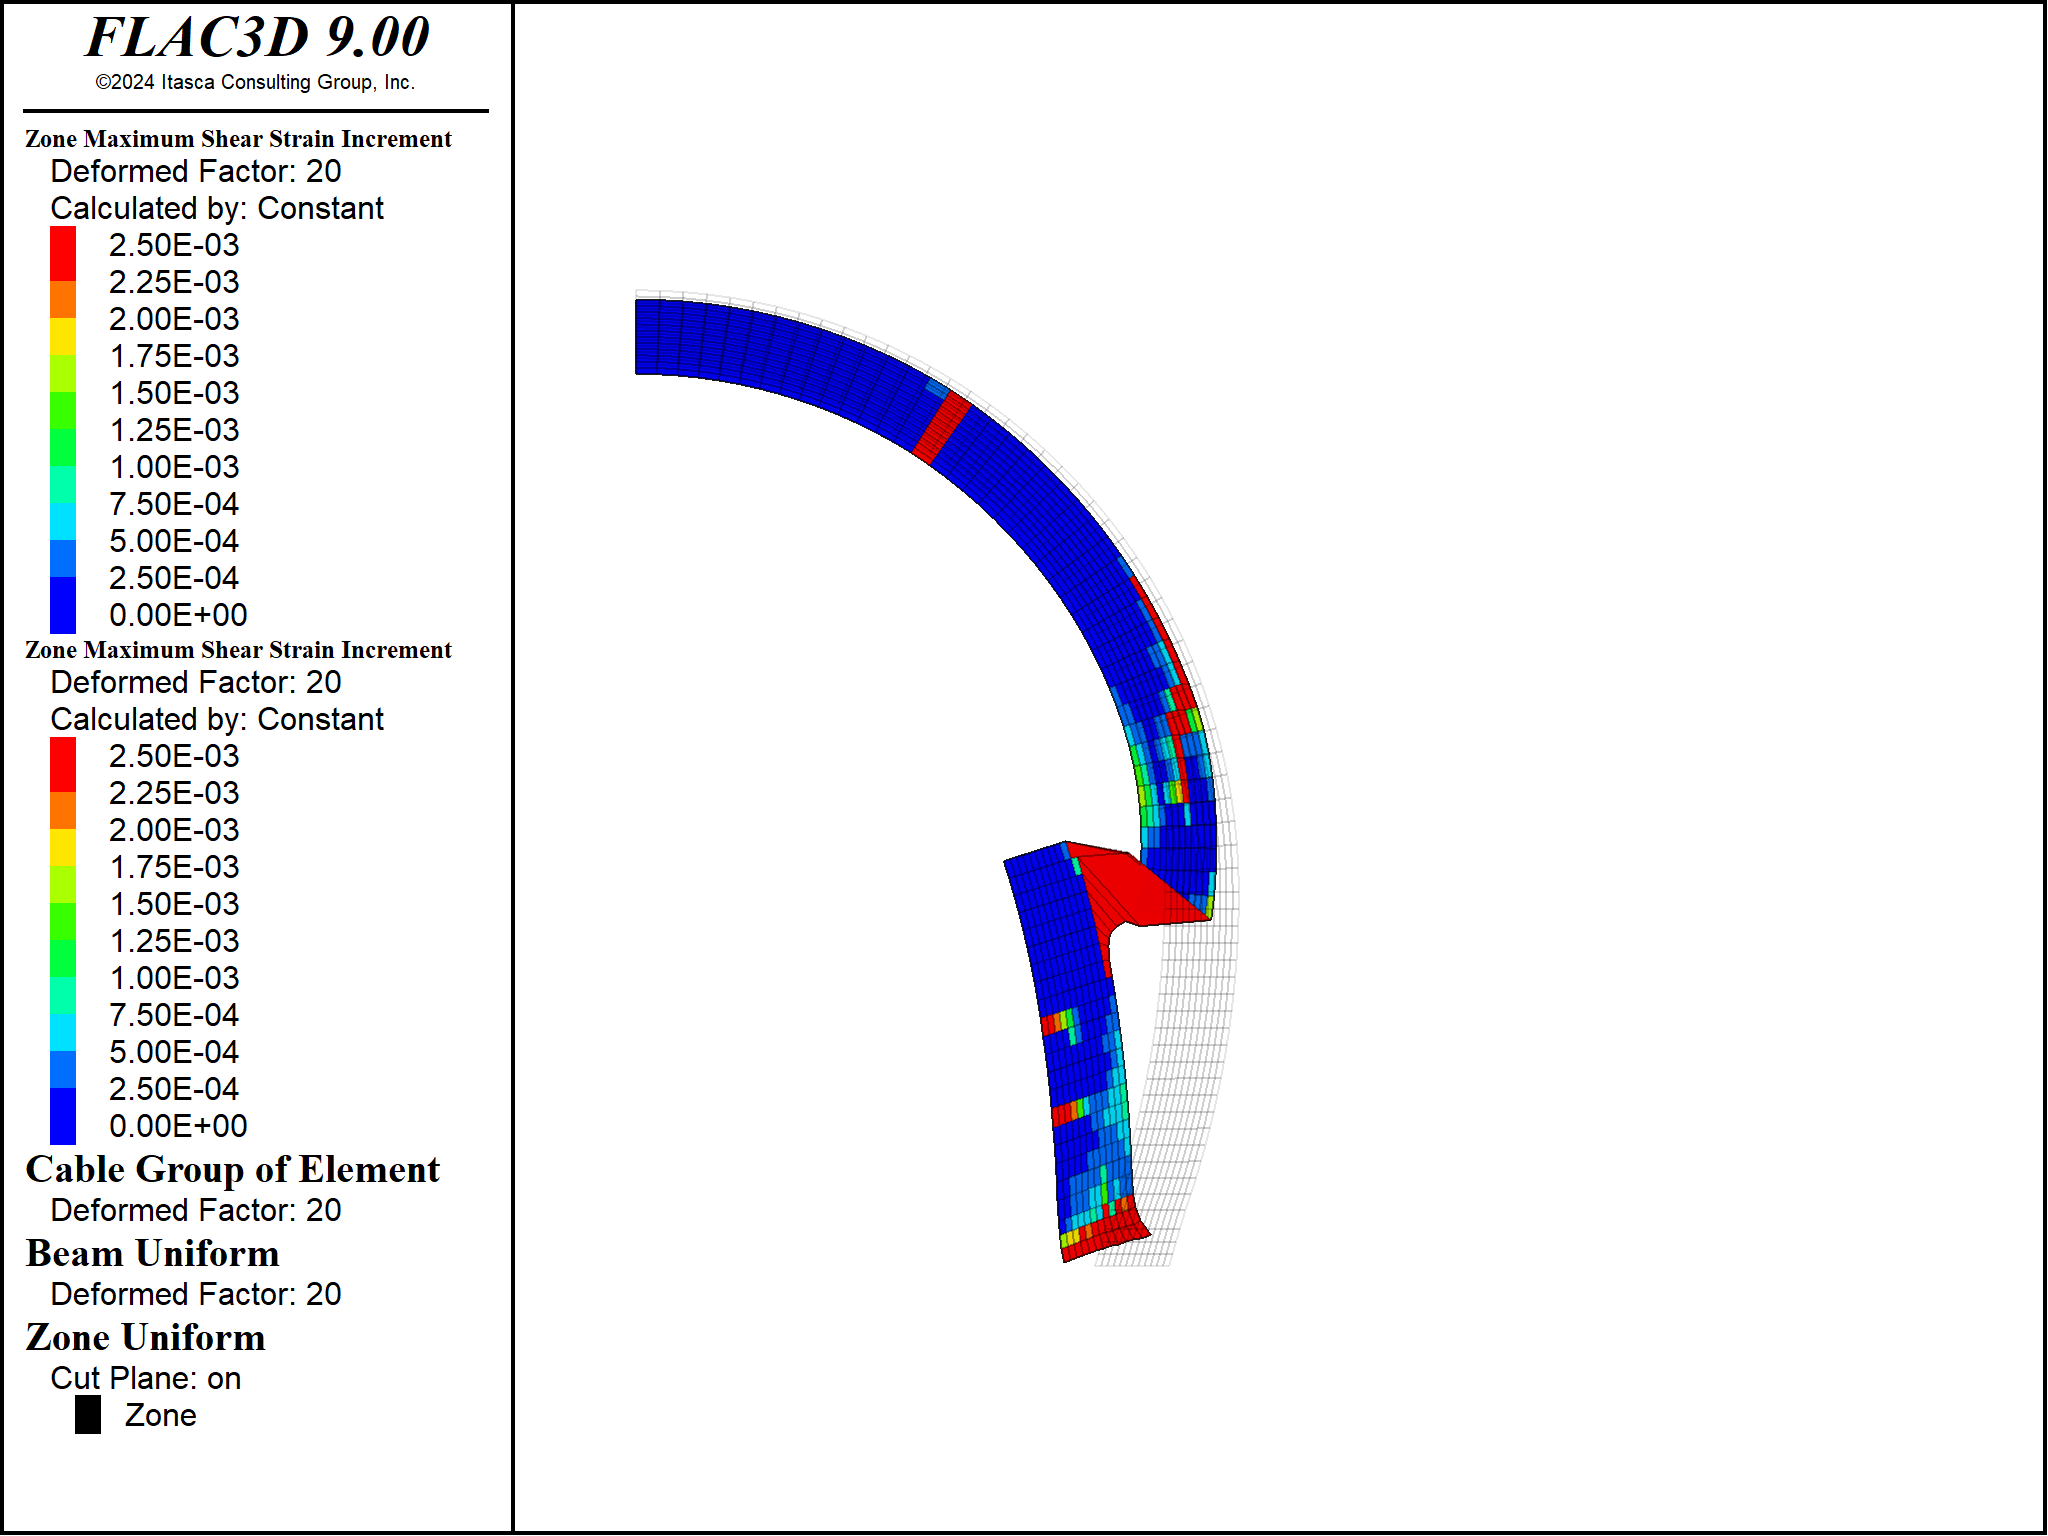 FLAC3D 9.00
©2024 Itasca Consulting Group, Inc.
Zone Maximum Shear Strain Increment
Deformed Factor: 20
Calculated by: Constant
2.50E-03
2.25E-03
2.00E-03
1.75E-03
1.50E-03
1.25E-03
1.00E-03
7.50E-04
5.00E-04
2.50E-04
0.00E+00
Zone Maximum Shear Strain Increment
Deformed Factor: 20
Calculated by: Constant
2.50E-03
2.25E-03
2.00E-03
1.75E-03
1.50E-03
1.25E-03
1.00E-03
7.50E-04
5.00E-04
2.50E-04
0.00E+00
Cable Group of Element
Deformed Factor: 20
Beam Uniform
Deformed Factor: 20
Zone Uniform
Cut Plane: on
Zone